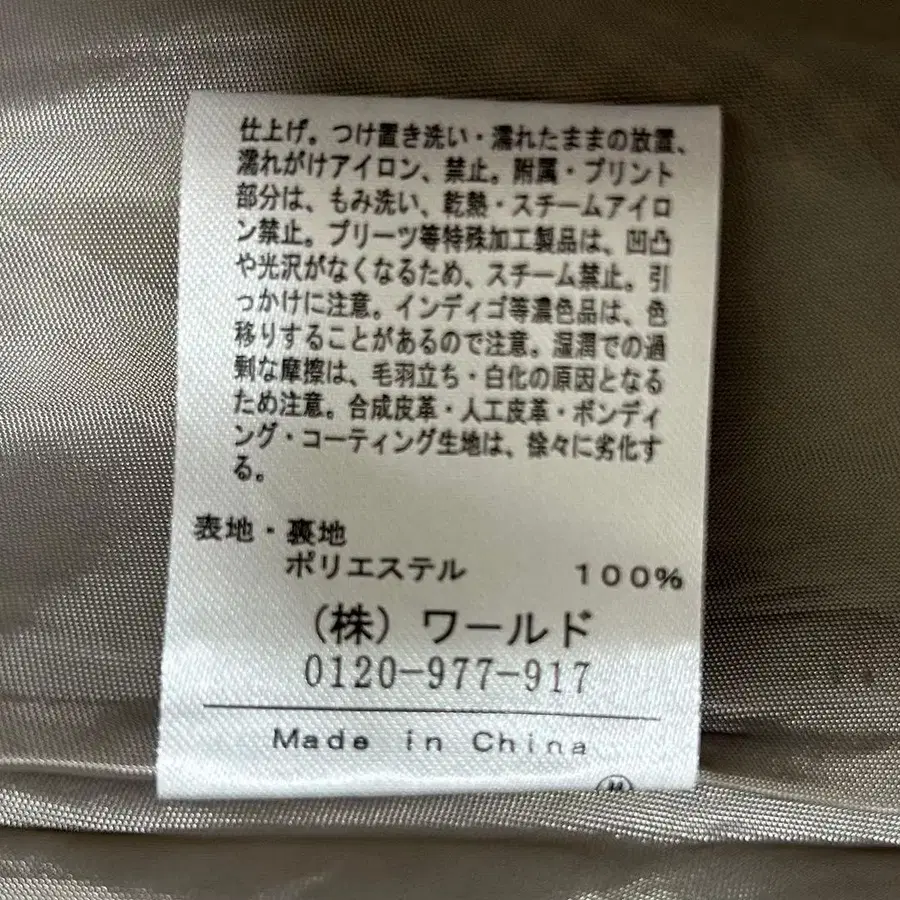 仕上げ。つけ置き洗い・濡れたままの放置、
濡れがけアイロン、禁止。附属・プリント
部分は、もみ洗い、乾熱・スチームアイロ
ン禁止。プリーツ等特殊加工製品は、凹凸
や光沢がなくなるため、スチーム禁止。引
っかけに注意。インディゴ等濃色品は、色
移りすることがあるので注意。湿潤での過
剰な摩擦は、毛羽立ち・白化の原因となる
ため注意。合成皮革・人工皮革・ボンディ
ング・コーティング生地は、徐々に劣化す
る。
表地・裏地
ポリエステル 100%
（株）ワールド
0120-977-917
Made in China
M